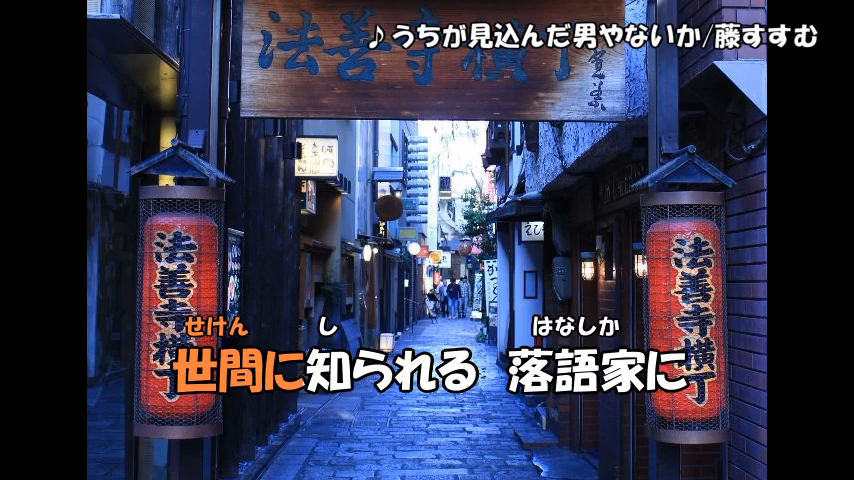 ♪うちが見込んだ男やないか/藤すすむ
法善寺横丁
法善寺横丁
法善寺横丁
せけん し はなしか
世間に知られる 落語家に